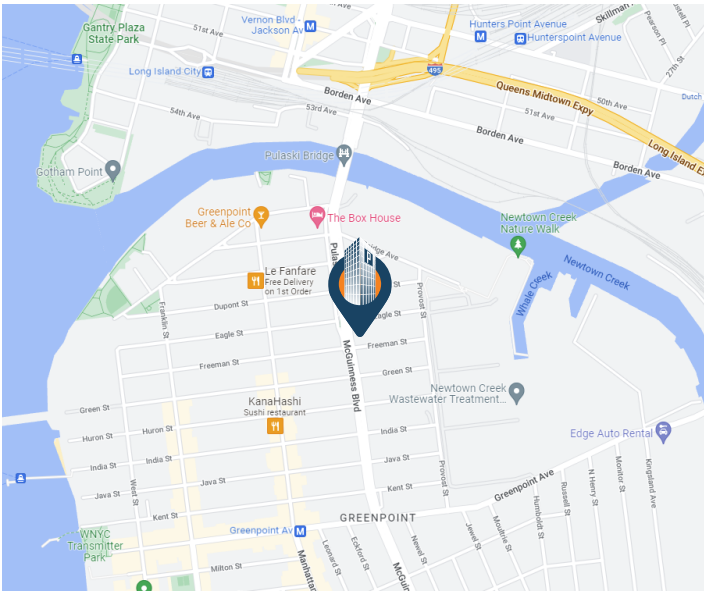 Gantry Plaza
State Park
Vernon Blvd -
Jackson Av
M
51st Ave
Hunters Point Avenue
M
Hunterspoint Avenue
Skillman
Pearson Pl
27th St
Dutch
Long Island City
495
Borden Ave
Queens Midtown Expy
50th Ave
51st Ave
54th Ave
53rd Ave
Borden Ave
Long Island E
Borden Ave
Pulaski Bridge
Gotham Point
Greenpoint
Beer & Ale Co
The Box House
Newtown Creek
Nature Walk
Newtown Creek
Whale Creek
P
Le Fanfare
Free Delivery
on 1st Order
Provost St
Franklin St
Dupont St
Eagle St
Eagle St
Freeman St
Freeman St
McGuinness Blvd
Green St
Newtown Creek
Wastewater Treatment...
KanaHashi
Sushi restaurant
Green St
Huron St
Huron St
India St
Edge Auto Rental
India St
Java St
Java St
Provost St
Kent St
West St
Java St
Kent St
Greenpoint Ave
Humboldt St
Russell St
N Henry St
Monitor St
Kingsland Ave
GREENPOINT
Greenpoint Av
M
WNYC
Transmitter
Park
Milton St
Manhattan
Leonard St
Eckford St
Newel St
Jewel St
Moultrie St
McGuin